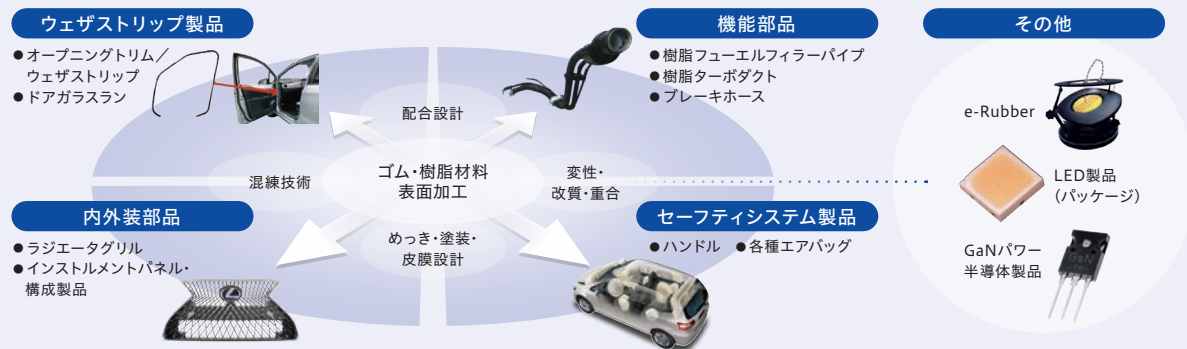 ウェザストリップ製品
●オープニングトリム／
ウェザストリップ
●ドアガラスラン
機能部品
●樹脂フューエルフィラーパイプ
●樹脂ターボダクト
●ブレーキホース
その他
e-Rubber
LED製品
（パッケージ）
GaNパワー
半導体製品
GaN
配合設計
混練技術
ゴム・樹脂材料
表面加工
変性・
改質・重合
めっき・塗装・
皮膜設計
内外装部品
●ラジエータグリル
●インストルメントパネル・
構成製品
セーフティシステム製品
●ハンドル ●各種エアバッグ